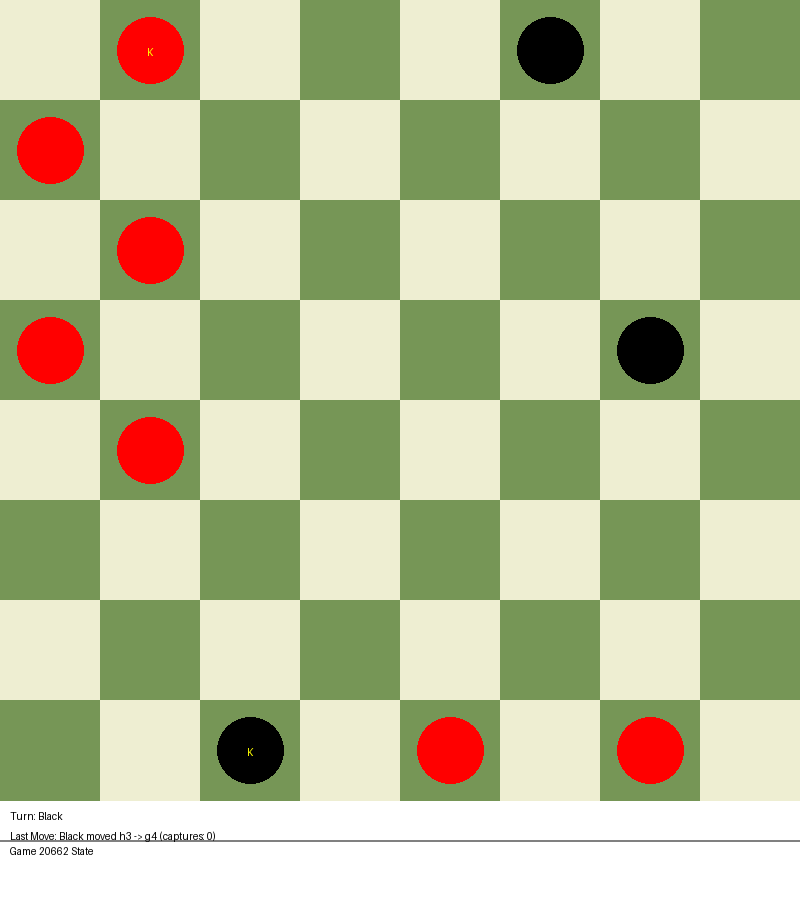 K
K
Turn: Black
Last Move: Black moved h3 -> g4 (captures: 0)
Game 20662 State